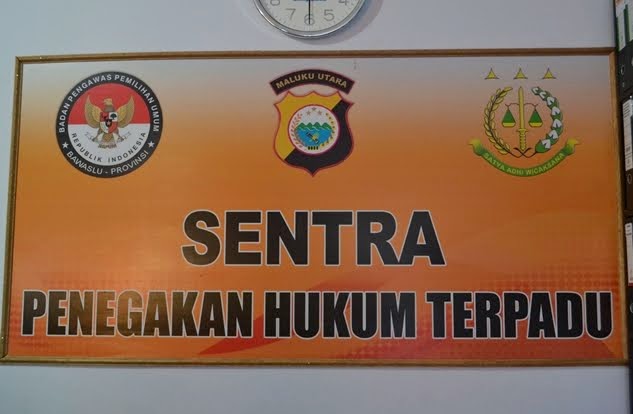 BADAN PENGAWAS PEMILIHAN UMUM
REPUBLIK INDONESIA
BAWASLU - PROVINSI
MALUKU UTARA
SATYA ADHI WICAKSANA
SENTRA
PENEGAKAN HUKUM TERPADU